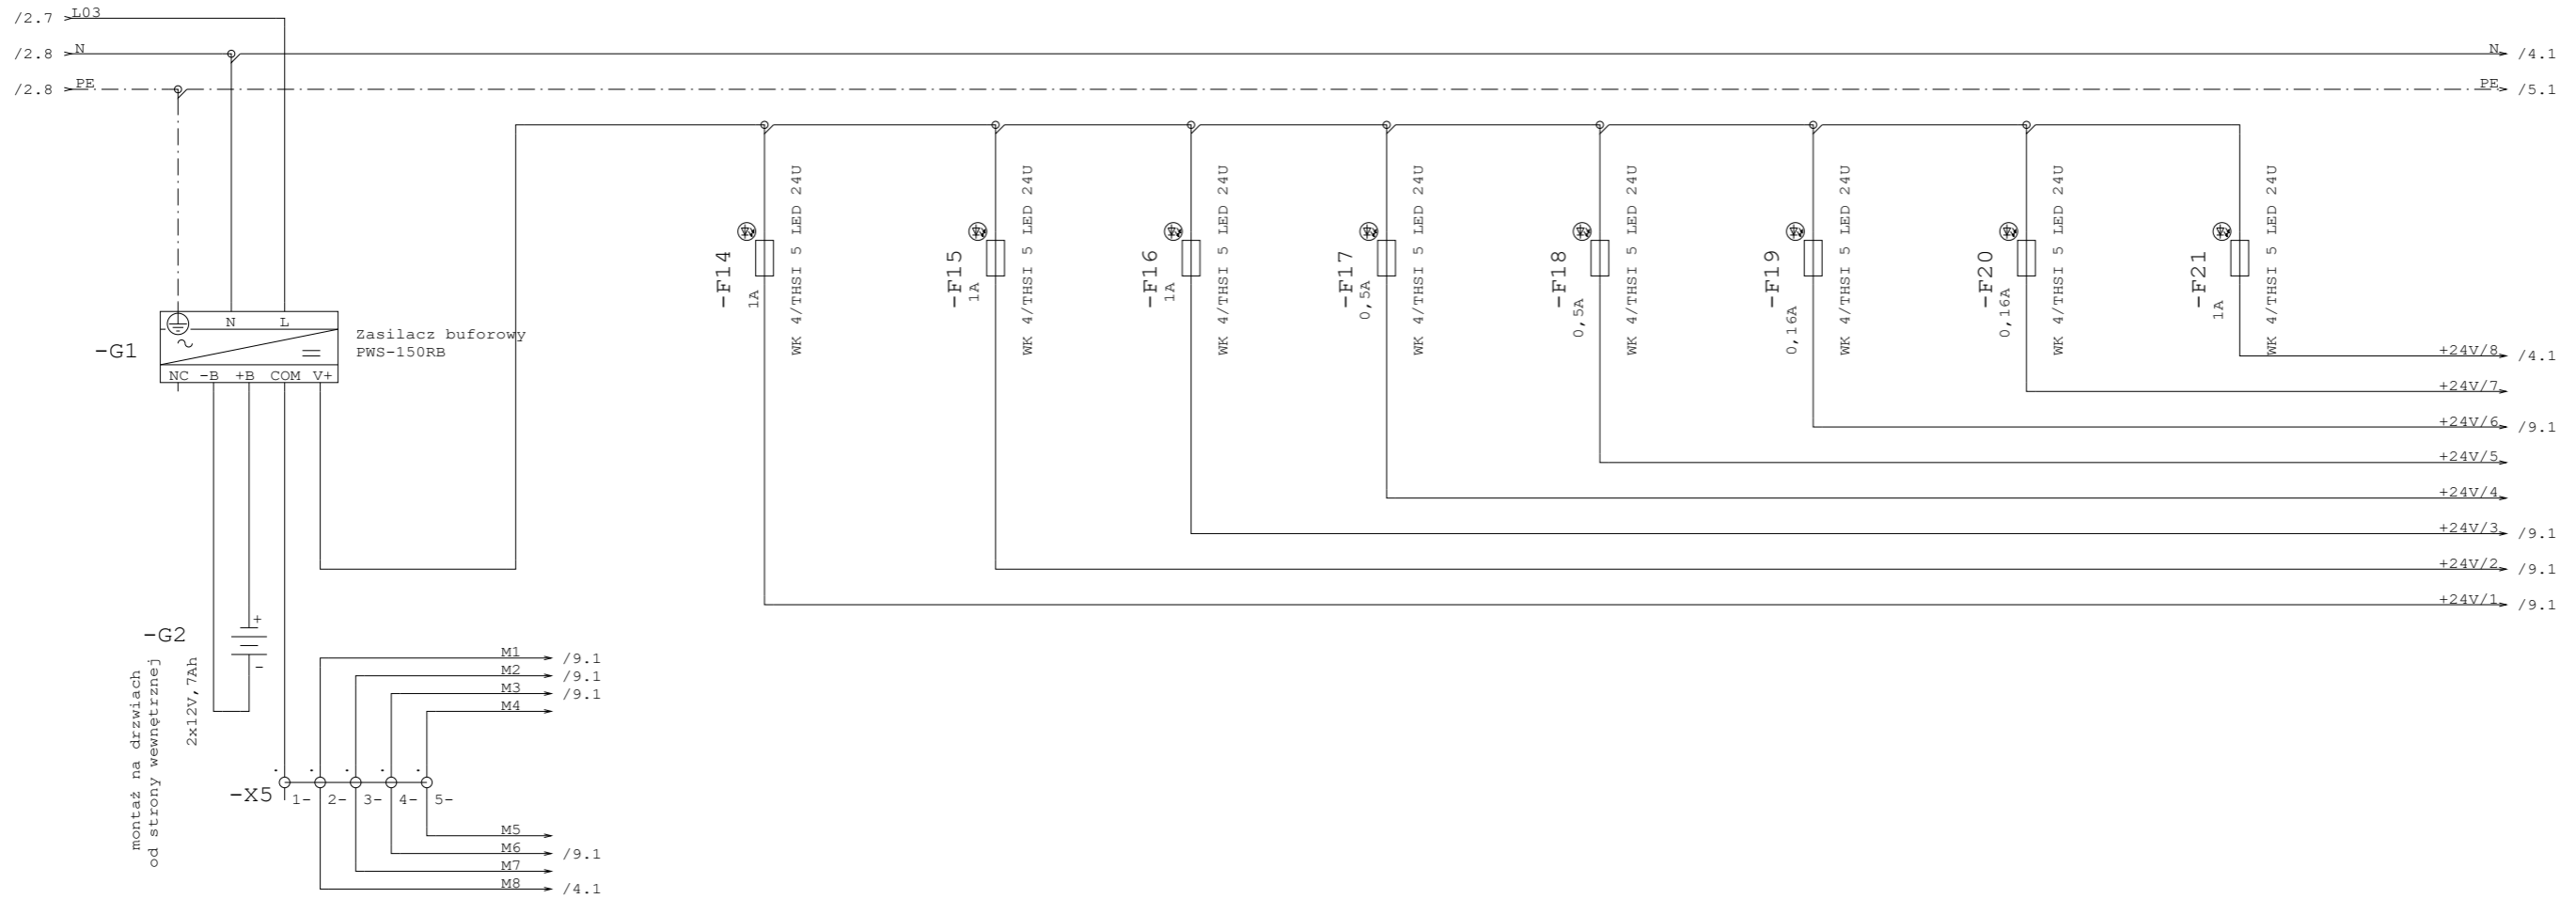 /2.7 L03
/2.8 N N /4.1
/2.8 PE PE /5.1
-F14
1A
WK 4/THSI 5 LED 24U
-F15
1A
WK 4/THSI 5 LED 24U
-F16
1A
WK 4/THSI 5 LED 24U
-F17
0,5A
WK 4/THSI 5 LED 24U
-F18
0,5A
WK 4/THSI 5 LED 24U
-F19
0,16A
WK 4/THSI 5 LED 24U
-F20
0,16A
WK 4/THSI 5 LED 24U
-F21
1A
WK 4/THSI 5 LED 24U
N L
-G1
Zasilacz buforowy
PWS-150RB
NC -B +B COM V+
+24V/8 /4.1
+24V/7
+24V/6 /9.1
+24V/5
+24V/4
+24V/3 /9.1
+24V/2 /9.1
+24V/1 /9.1
-G2
+
-
2x12V,7Ah
montaż na drzwiach
od strony wewnętrznej
M1 /9.1
M2 /9.1
M3 /9.1
M4
-X5 1- 2- 3- 4- 5-
M5
M6 /9.1
M7
M8 /4.1